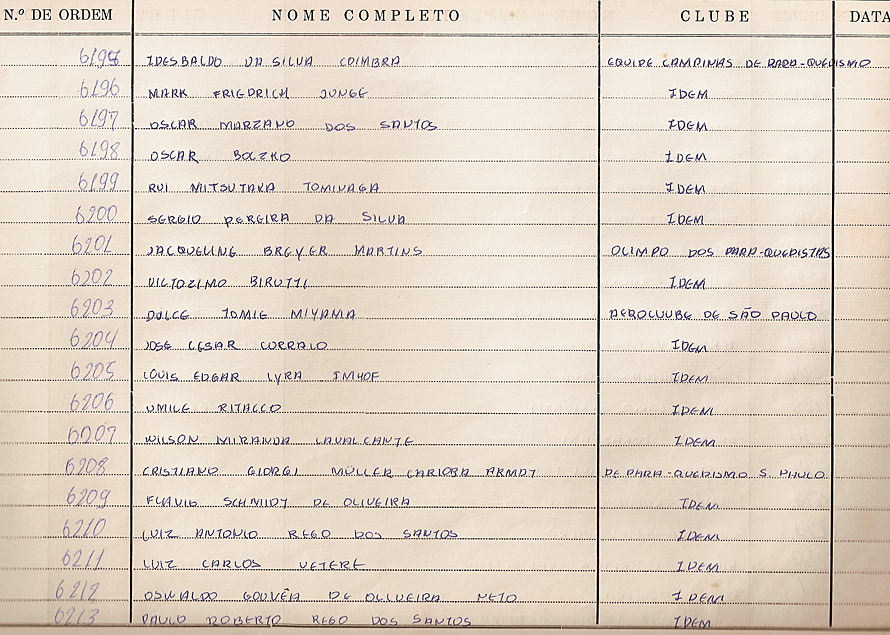 N.º DE ORDEM NOME COMPLETO CLUBE DATA
6195 IDESBALDO DA SILVA COIMBRA EQUIPE CAMPINAS DE PARA-QUEDISMO
6196 MARK FRIEDRICH JUNGE IDEM
6197 OSCAR MARZANO DOS SANTOS IDEM
6198 OSCAR BOCZKO IDEM
6199 RUI MITSUTAKA TOMINAGA IDEM
6200 SERGIO PEREIRA DA SILVA IDEM
6201 JACQUELINE BREYER MARTINS OLIMPO DOS PARA-QUEDISTAS
6202 VICTOZIMO BIRUTTI IDEM
6203 DULCE TOMIE MIYAMA AEROCLUBE DE SÃO PAULO
6204 JOSE CESAR CORRALO IDEM
6205 LOUIS EDGAR LYRA IMHOF IDEM
6206 UMILE RITACCO IDEM
6207 WILSON MIRANDA CAVALCANTE IDEM
6208 CRISTIANO GIORGI MÜLLER CARIOBA ARNDT DE PARA-QUEDISMO S. PAULO
6209 FLAVIO SCHMIDT DE OLIVEIRA IDEM
6210 LUIZ ANTONIO REGO DOS SANTOS IDEM
6211 LUIZ CARLOS VETERE IDEM
6212 OSWALDO GOUVÊA DE OLIVEIRA NETO IDEM
6213 PAULO ROBERTO REGO DOS SANTOS IDEM